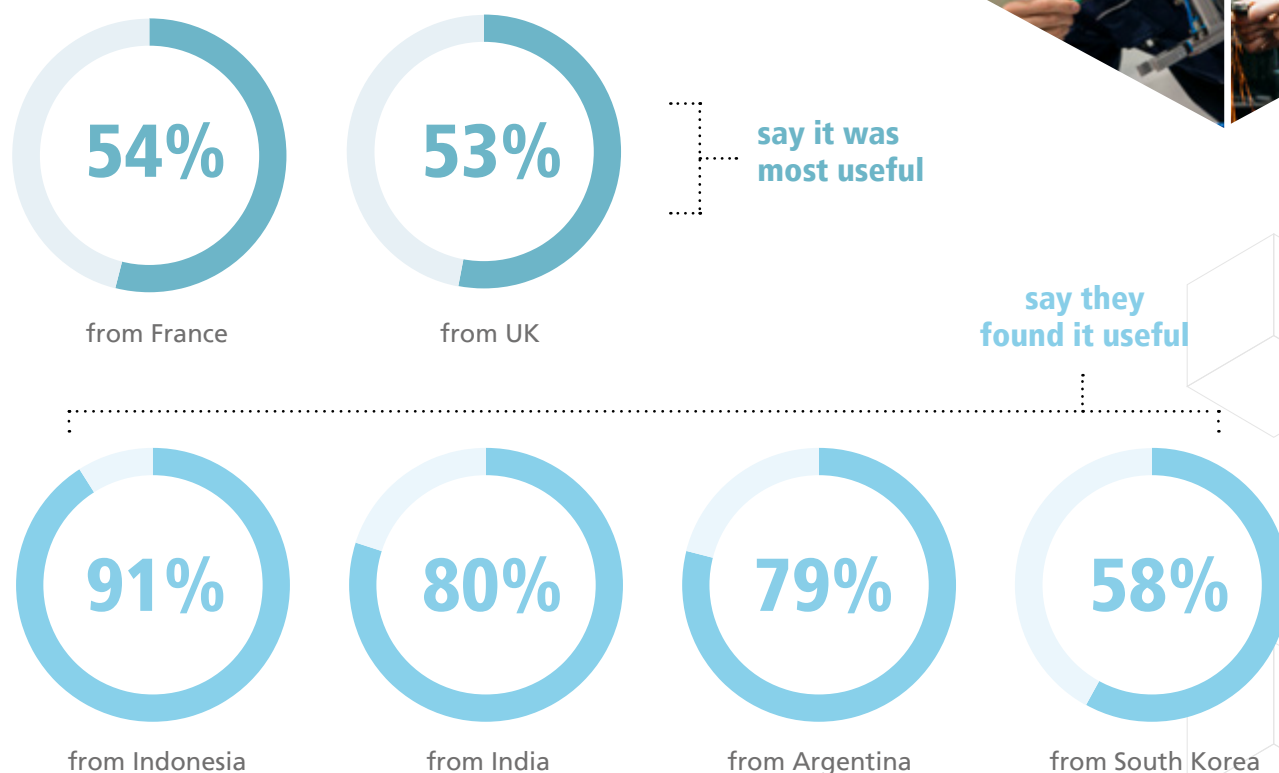 54%
53%
say it was
most useful
from France
from UK
say they
found it useful
91%
80%
79%
58%
from Indonesia
from India
from Argentina
from South Korea